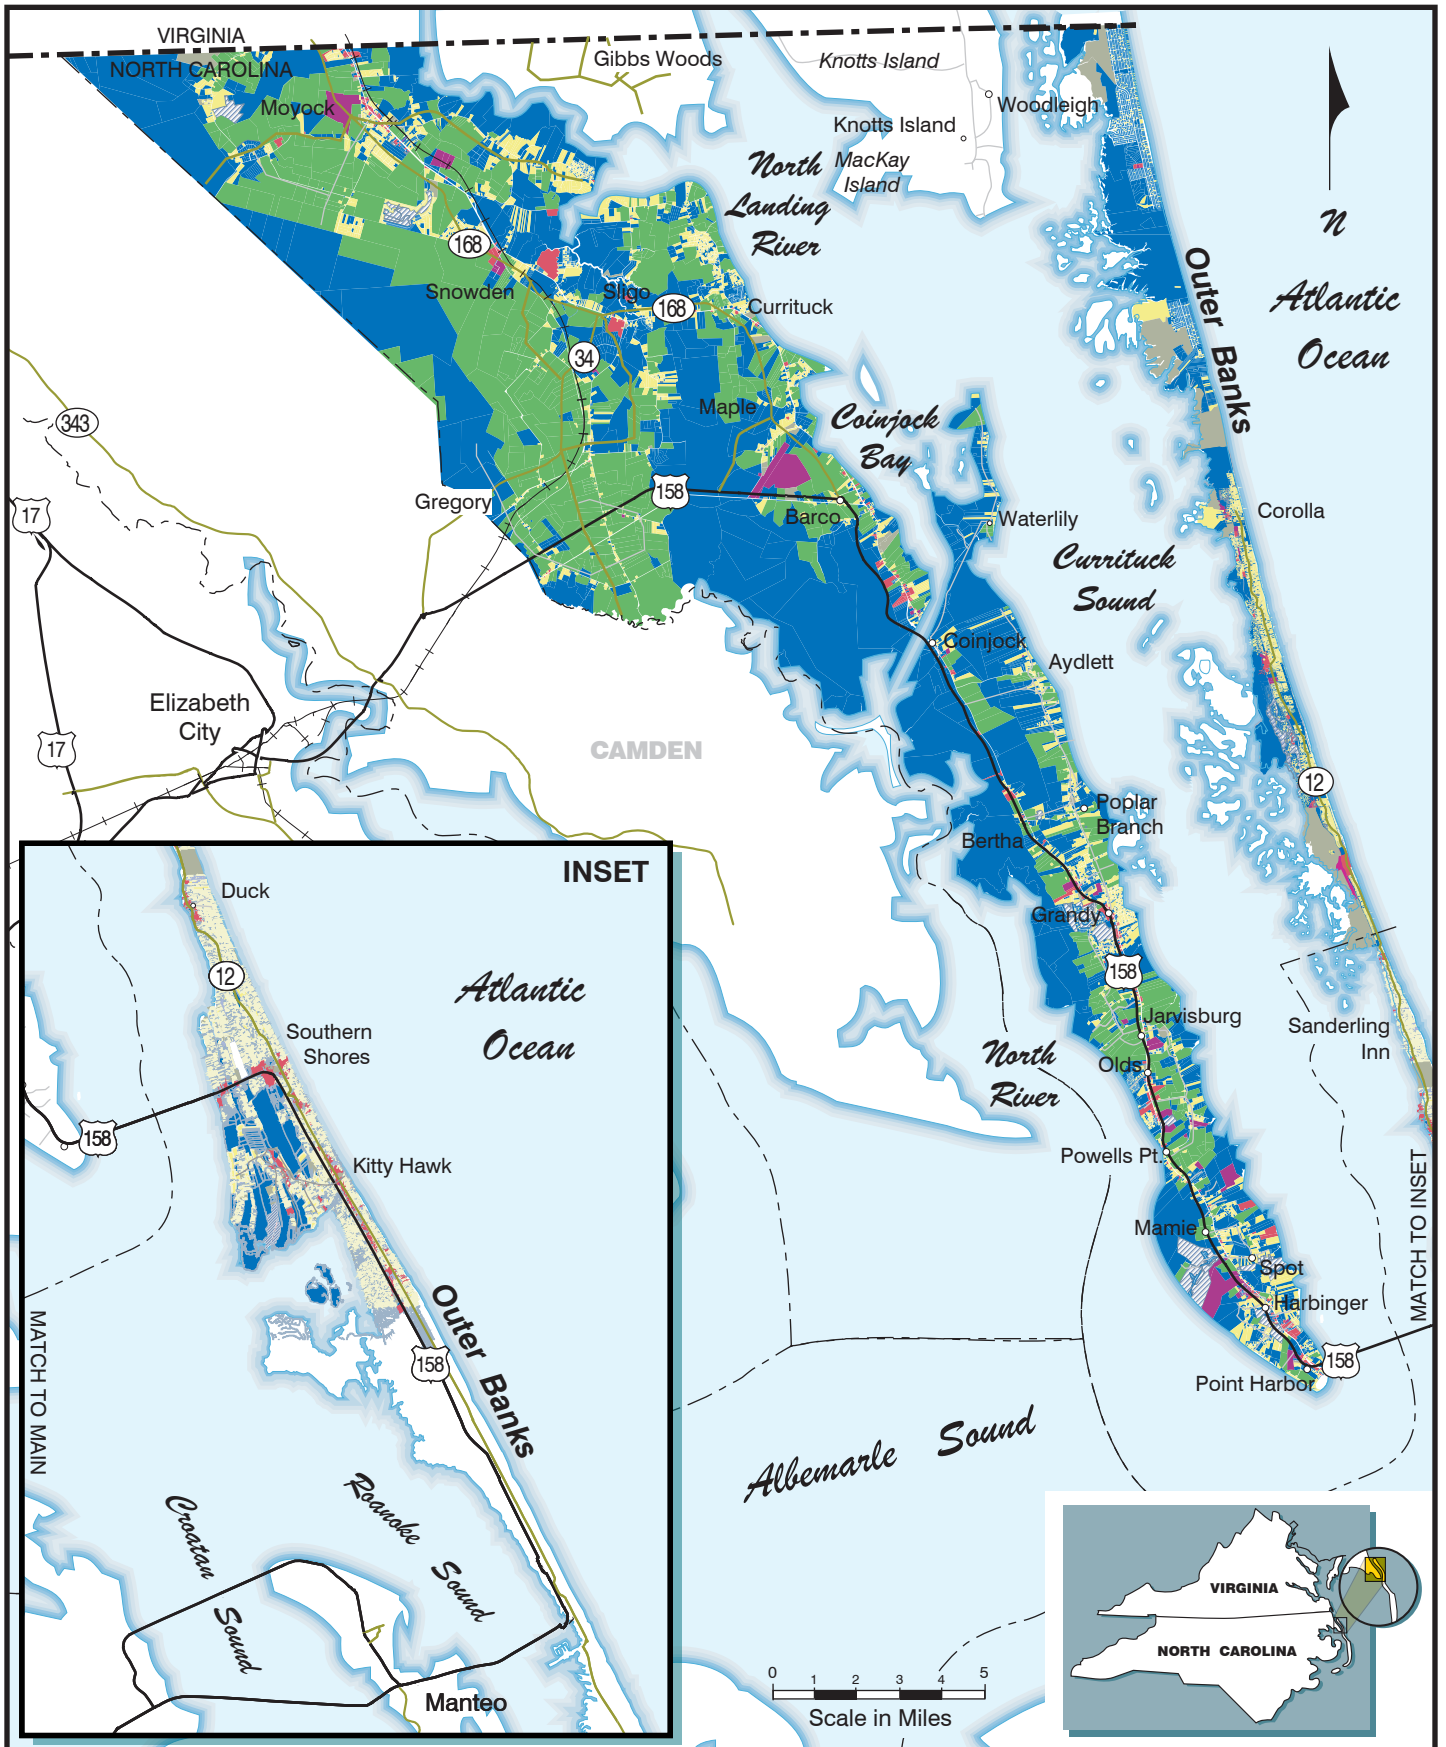 VIRGINIA
NORTH CAROLINA
Gibbs Woods
Knotts Island
Woodleigh
Knotts Island
Moyock
MacKay
Island
North
Landing
River
N
168
Snowden
Sligo
168
Currituck
34
Outer Banks
Atlantic
Ocean
343
Maple
Coinjock
Bay
17
Gregory
158
Barco
Waterlily
Corolla
Currituck
Sound
Coinjock
Aydlett
Elizabeth
City
17
CAMDEN
12
Poplar
Branch
Bertha
Grandy
158
Jarvisburg
Sanderling
Inn
North
River
Olds
Powells Pt.
MATCH TO INSET
Mamie
Spot
Harbinger
158
Point Harbor
Albemarle Sound
INSET
Duck
12
Atlantic
Ocean
Southern
Shores
158
Kitty Hawk
MATCH TO MAIN
Outer Banks
158
Croatan
Sound
Roanoke
Sound
Manteo
0 1 2 3 4 5
Scale in Miles
VIRGINIA
NORTH CAROLINA